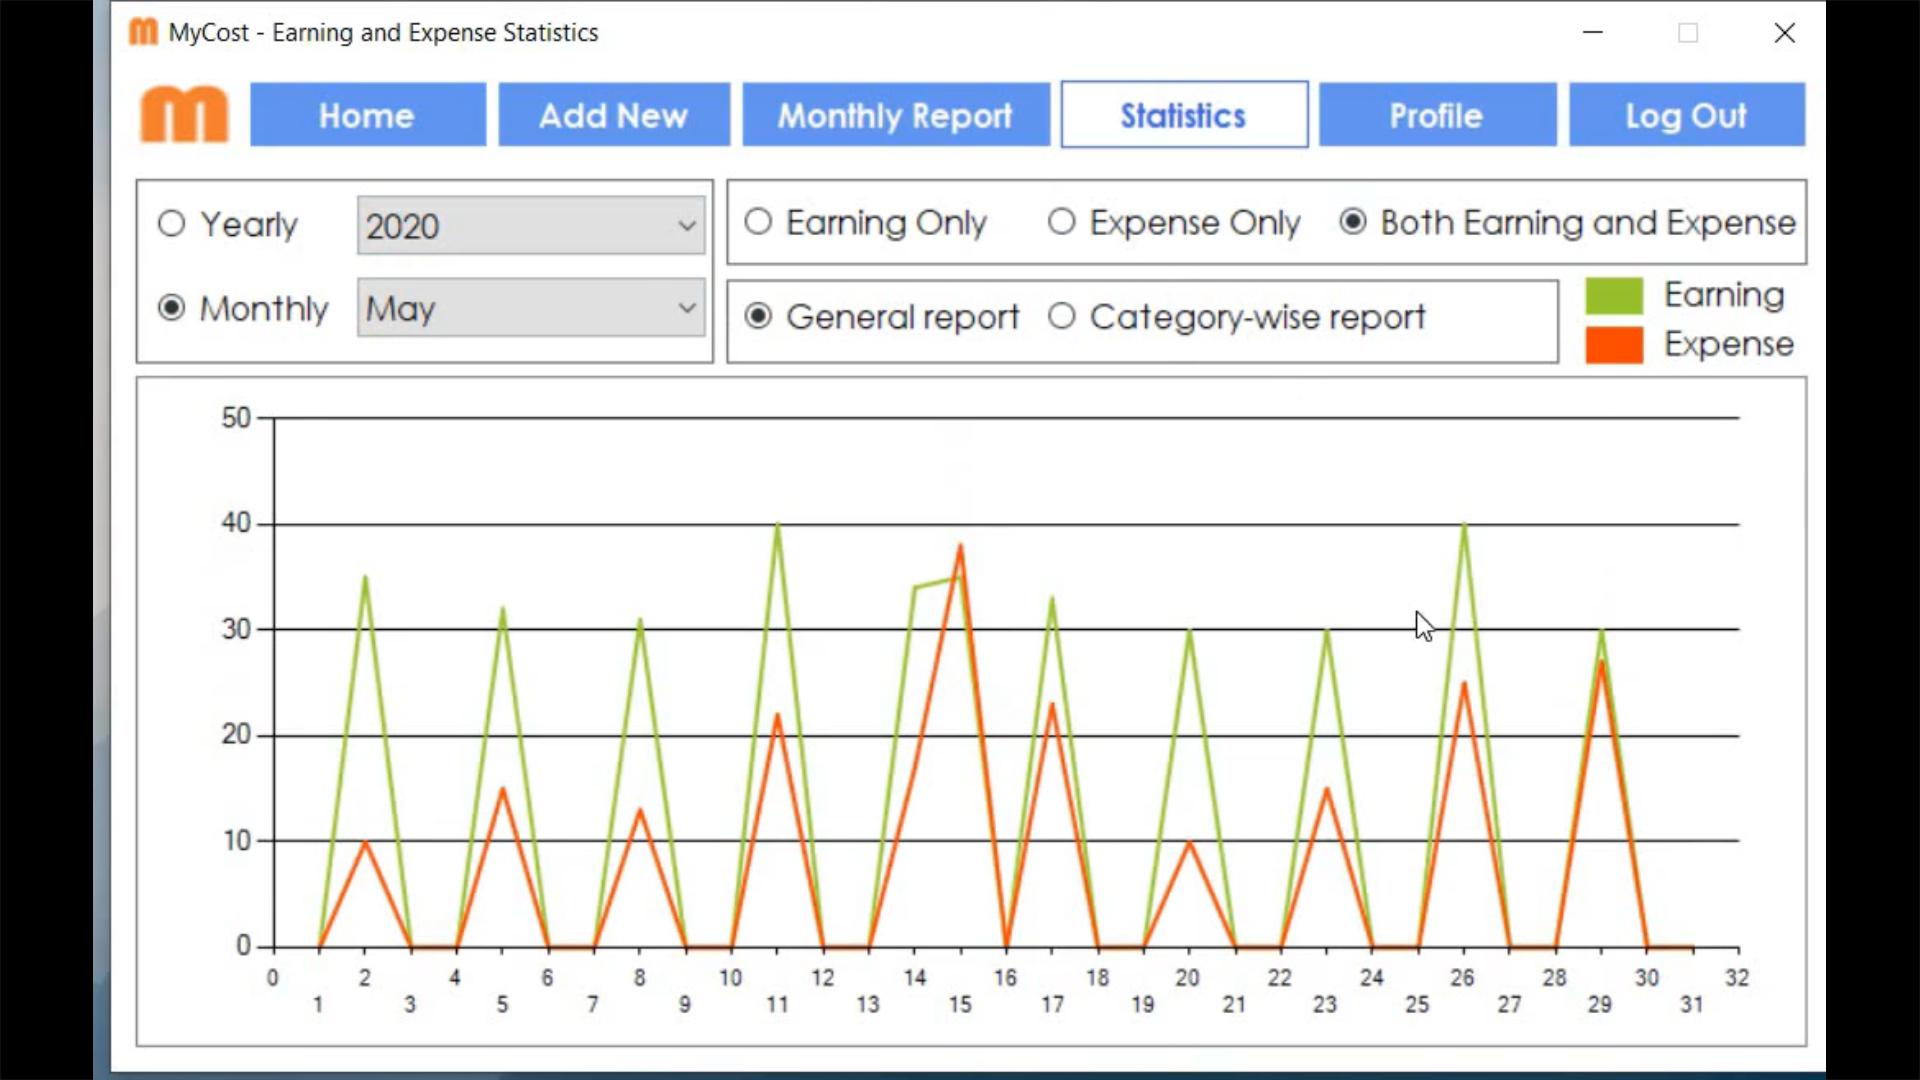 MyCost - Earning and Expense Statistics
m Home Add New Monthly Report Statistics Profile Log Out
Yearly 2020
Monthly May
Earning Only Expense Only Both Earning and Expense
General report Category-wise report
Earning
Expense
50
40
30
20
10
0
0 2 4 6 8 10 12 14 16 18 20 22 24 26 28 30 32
1 3 5 7 9 11 13 15 17 19 21 23 25 27 29 31